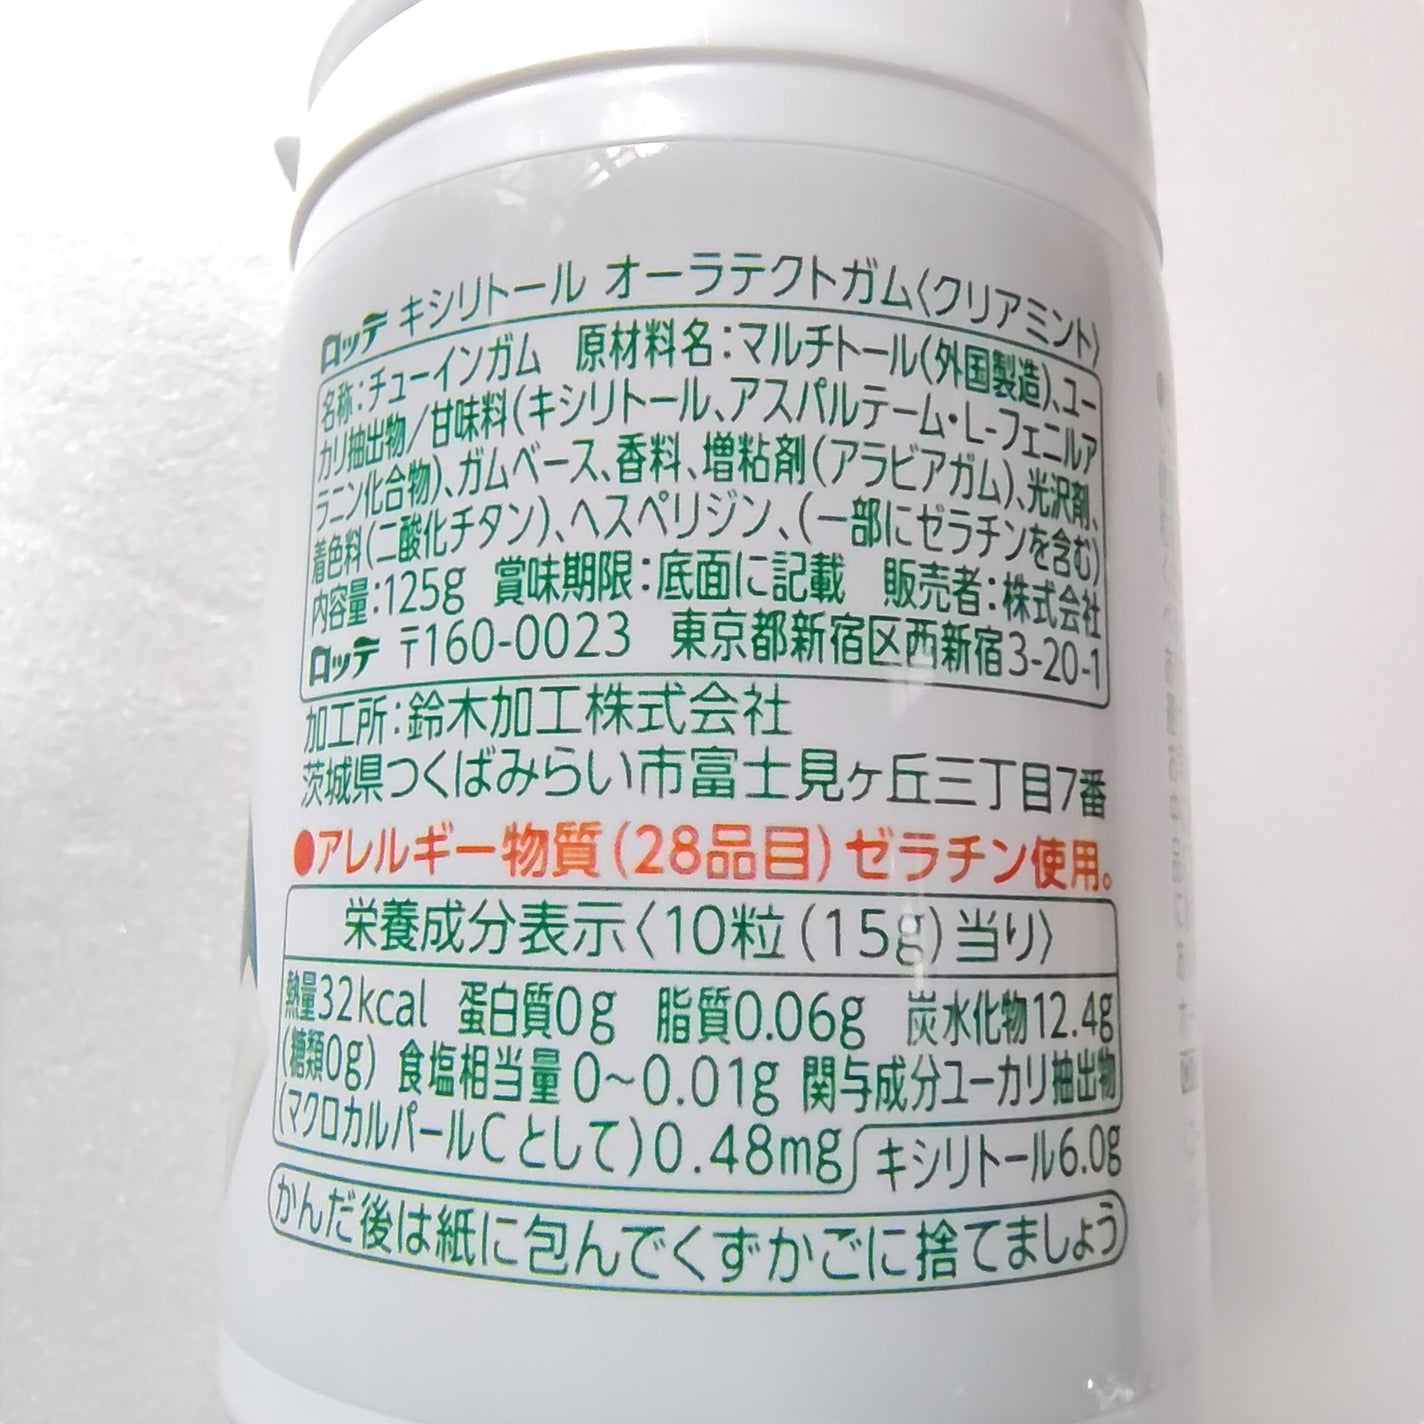 ロッテ キシリトール オーラテクトガム〈クリアミント〉
名称：チューインガム 原材料名：マルチトール(外国製造)、ユー
カリ抽出物／甘味料(キシリトール、アスパルテーム・L-フェニルア
ラニン化合物)、ガムベース、香料、増粘剤(アラビアガム)、光沢剤、
着色料(二酸化チタン)、ヘスペリジン、(一部にゼラチンを含む)
内容量：125g 賞味期限：底面に記載 販売者：株式会社
ロッテ 〒160-0023 東京都新宿区西新宿3-20-1
加工所：鈴木加工株式会社
茨城県つくばみらい市富士見ヶ丘三丁目7番
●アレルギー物質(28品目)ゼラチン使用。
栄養成分表示〈10粒(15g)当り〉
熱量32kcal 蛋白質0g 脂質0.06g 炭水化物12.4g
(糖類0g) 食塩相当量0～0.01g 関与成分ユーカリ抽出物
(マクロカルパールCとして)0.48mg キシリトール6.0g
かんだ後は紙に包んでくずかごに捨てましょう